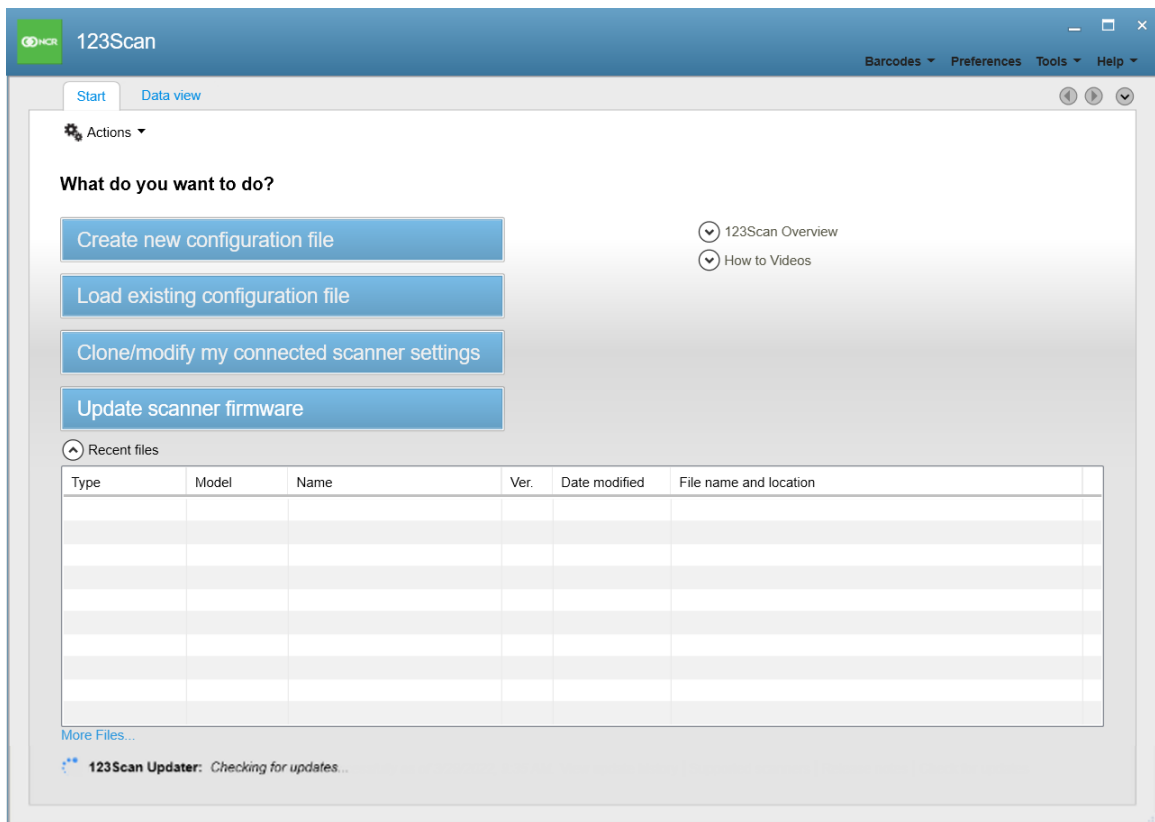 NCR
123Scan
Barcodes Preferences Tools Help
Start Data view
Actions
What do you want to do?
Create new configuration file
123Scan Overview
Load existing configuration file
How to Videos
Clone/modify my connected scanner settings
Update scanner firmware
Recent files
Type Model Name Ver. Date modified File name and location
More Files...
123Scan Updater: Checking for updates...